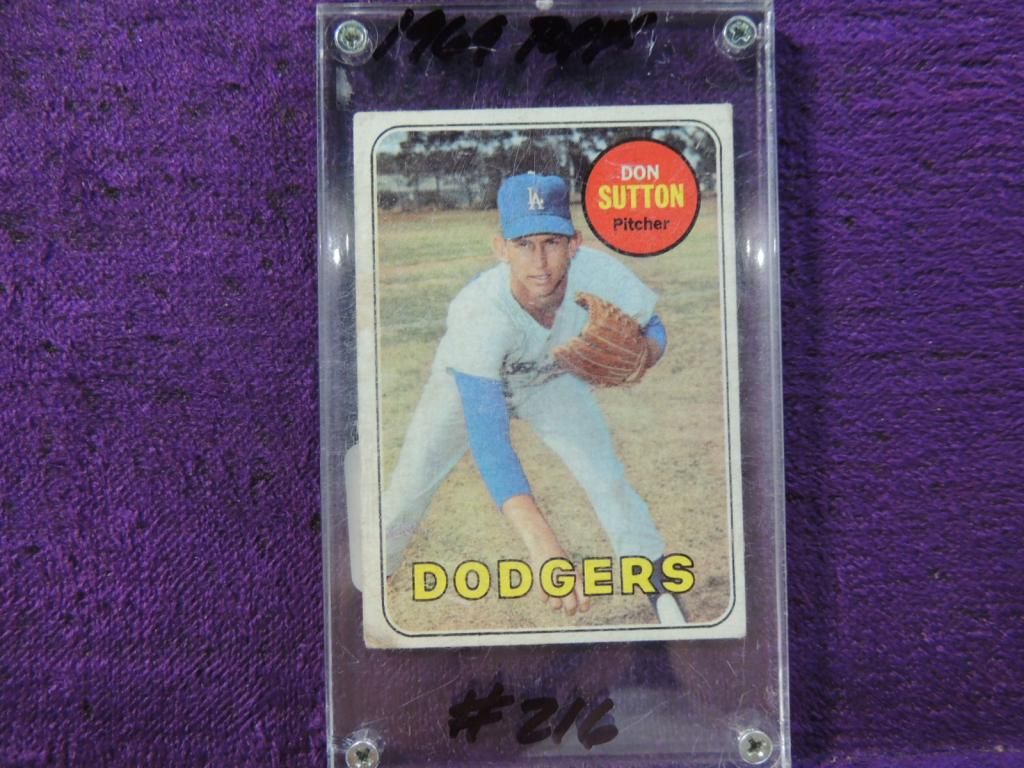 1969 Topps
DON
SUTTON
Pitcher
LA
DODGERS
#216